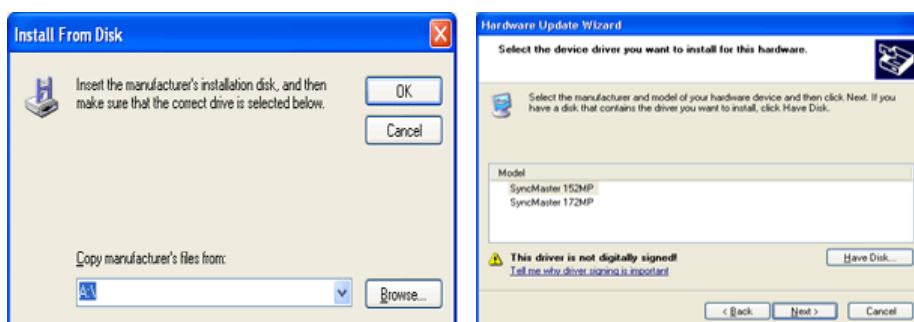 Install From Disk
Insert the manufacturer's installation disk, and then
make sure that the correct drive is selected below.
OK
Cancel
Copy manufacturer's files from:
A:\
Browse...
Hardware Update Wizard
Select the device driver you want to install for this hardware.
Select the manufacturer and model of your hardware device and then click Next. If you
have a disk that contains the driver you want to install, click Have Disk.
Model
SyncMaster 152MP
SyncMaster 172MP
This driver is not digitally signed!
Tell me why driver signing is important
Have Disk...
< Back
Next >
Cancel